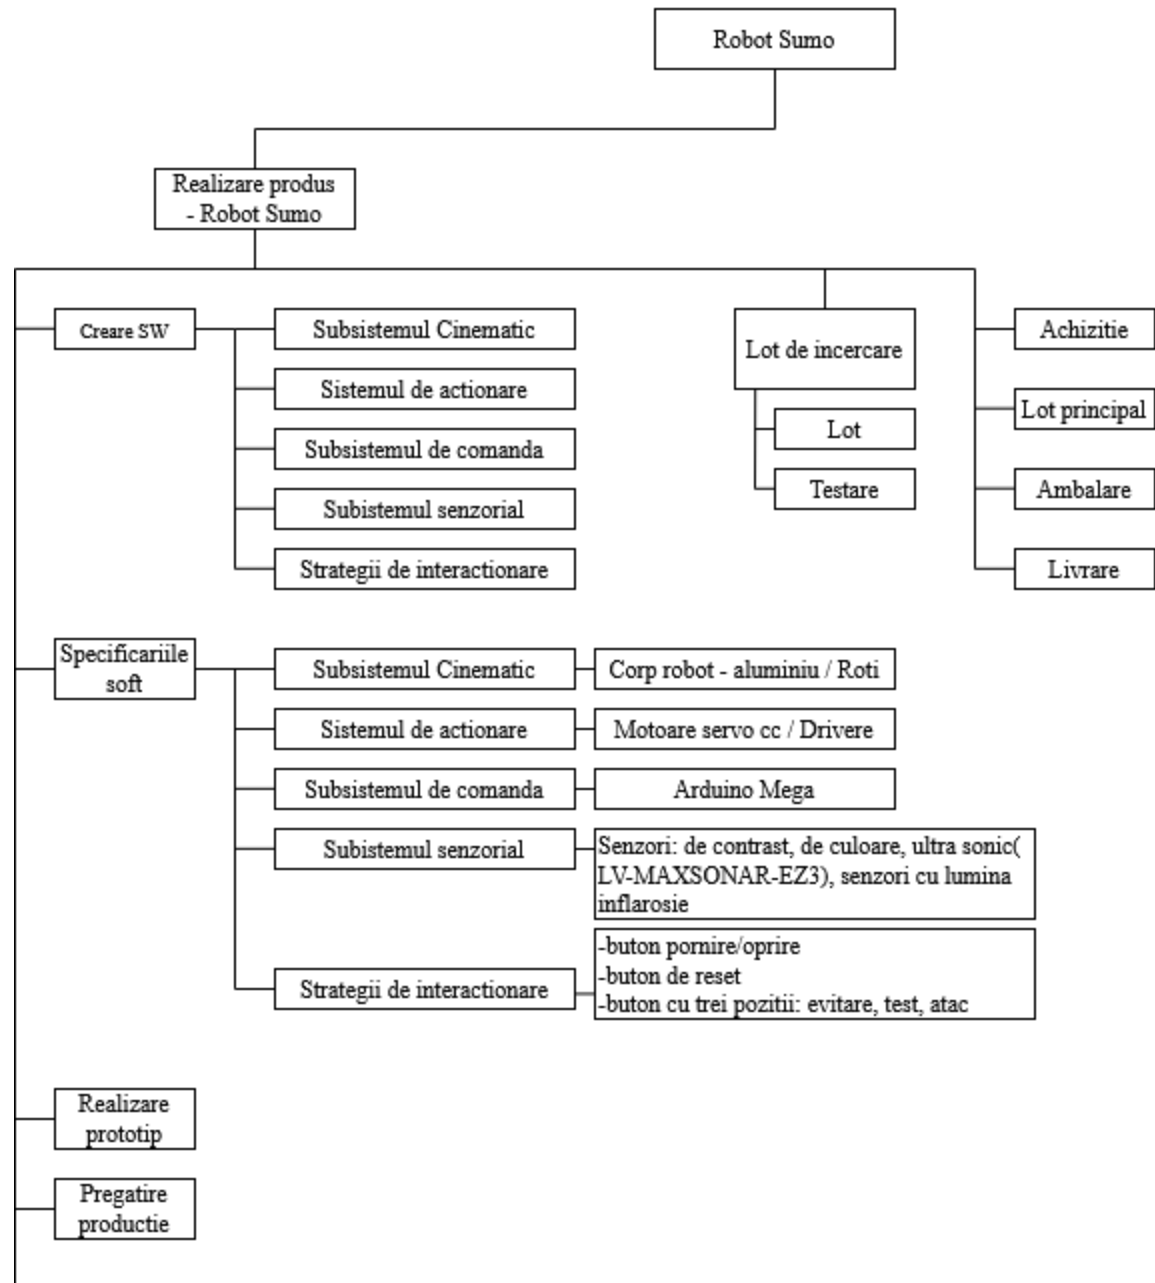 Robot Sumo
Realizare produs
- Robot Sumo
Creare SW
Subsistemul Cinematic
Sistemul de actionare
Subsistemul de comanda
Subistemul senzorial
Strategii de interactionare
Lot de incercare
Lot
Testare
Achizitie
Lot principal
Ambalare
Livrare
Specificariile
soft
Subsistemul Cinematic
Corp robot - aluminiu / Roti
Sistemul de actionare
Motoare servo cc / Drivere
Subsistemul de comanda
Arduino Mega
Subistemul senzorial
Senzori: de contrast, de culoare, ultra sonic(
LV-MAXSONAR-EZ3), senzori cu lumina
inflarosie
Strategii de interactionare
-buton pornire/oprire
-buton de reset
-buton cu trei pozitii: evitare, test, atac
Realizare
prototip
Pregatire
productie